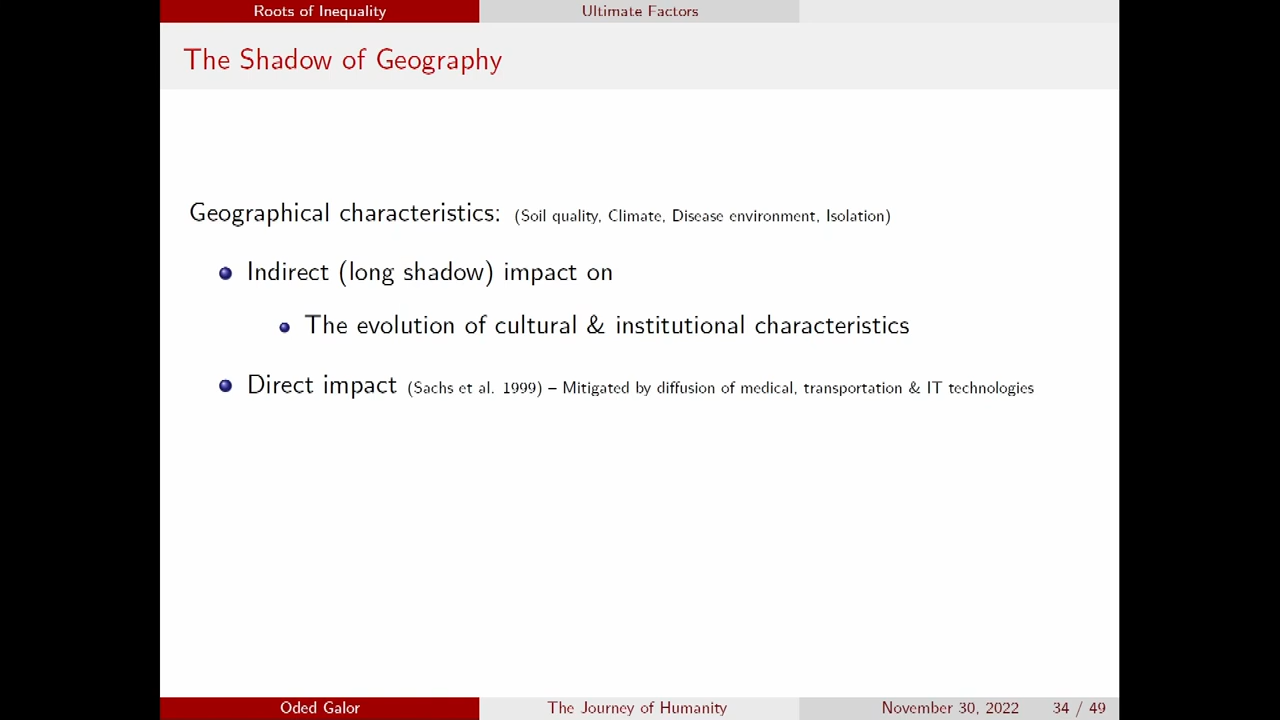 Roots of Inequality Ultimate Factors
The Shadow of Geography
Geographical characteristics: (Soil quality, Climate, Disease environment, Isolation)
Indirect (long shadow) impact on
The evolution of cultural & institutional characteristics
Direct impact (Sachs et al. 1999) – Mitigated by diffusion of medical, transportation & IT technologies
Oded Galor The Journey of Humanity November 30, 2022 34 / 49